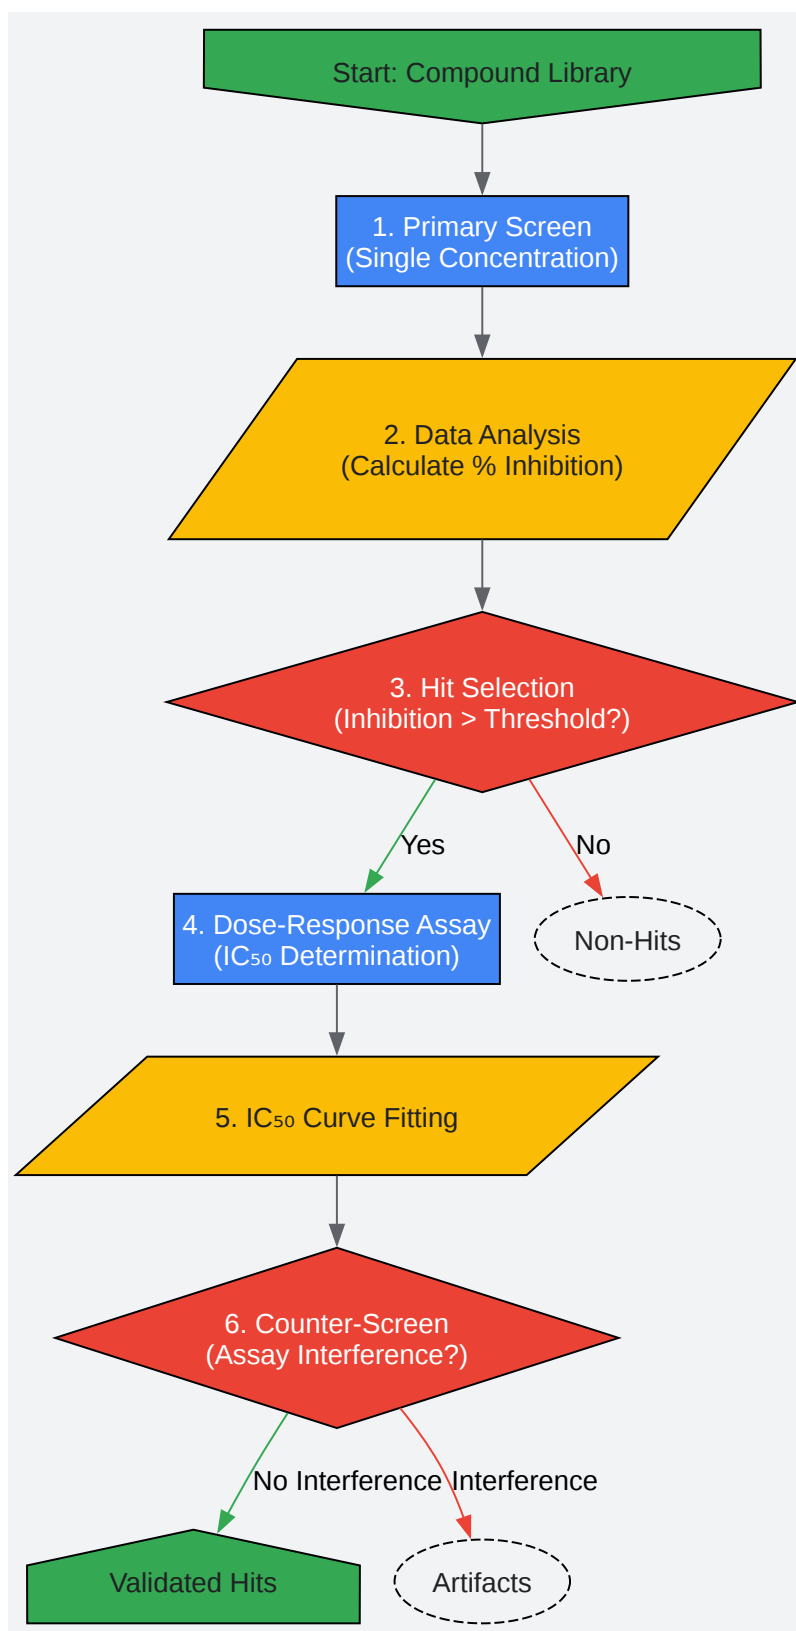 Start: Compound Library
1. Primary Screen
(Single Concentration)
2. Data Analysis
(Calculate % Inhibition)
3. Hit Selection
(Inhibition > Threshold?)
Yes
No
4. Dose-Response Assay
(IC₅₀ Determination)
Non-Hits
5. IC₅₀ Curve Fitting
6. Counter-Screen
(Assay Interference?)
No Interference
Interference
Validated Hits
Artifacts